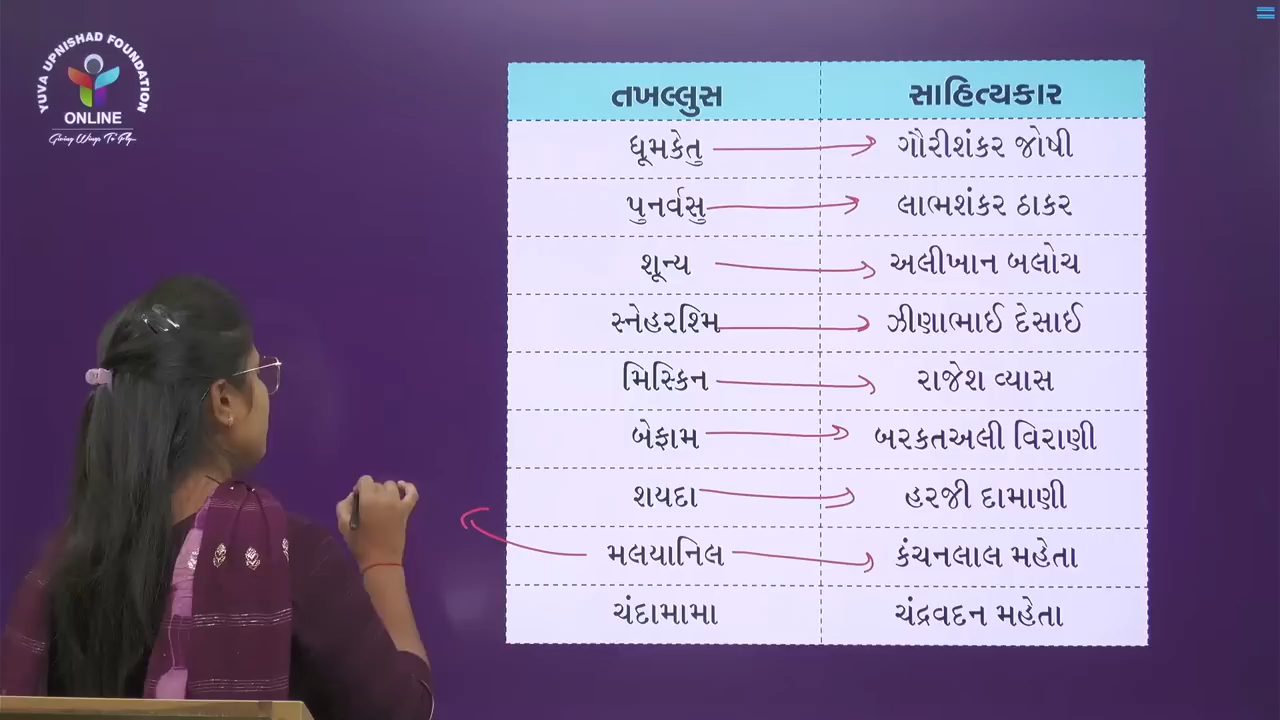 YUVA UPNISHAD FOUNDATION
ONLINE
Giving Wings To Fly...
તખલ્લુસ સાહિત્યકાર
ધૂમકેતુ ગૌરીશંકર જોષી
પુનર્વસુ લાભશંકર ઠાકર
શૂન્ય અલીખાન બલોચ
સ્નેહરશ્મિ ઝીણાભાઈ દેસાઈ
મિસ્કિન રાજેશ વ્યાસ
બેફામ બરકતઅલી વિરાણી
શયદા હરજી દામાણી
મલયાનિલ કંચનલાલ મહેતા
ચંદામામા ચંદ્રવદન મહેતા